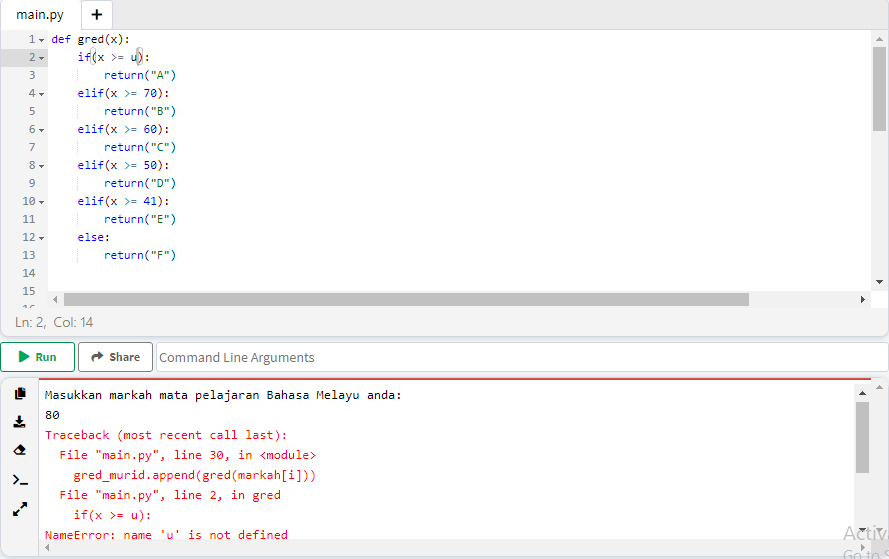 main.py +
1 def gred(x):
2 if(x >= u):
3 return("A")
4 elif(x >= 70):
5 return("B")
6 elif(x >= 60):
7 return("C")
8 elif(x >= 50):
9 return("D")
10 elif(x >= 41):
11 return("E")
12 else:
13 return("F")
14
15
Ln: 2, Col: 14
Run Share Command Line Arguments
Masukkan markah mata pelajaran Bahasa Melayu anda:
80
Traceback (most recent call last):
File "main.py", line 30, in <module>
gred_murid.append(gred(markah[i]))
File "main.py", line 2, in gred
if(x >= u):
NameError: name 'u' is not defined
Activ
Go to S